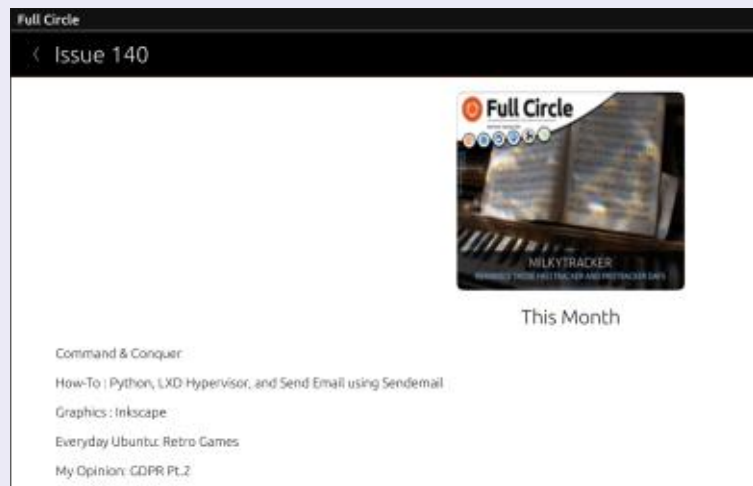 Full Circle
Issue 140
Full Circle
MILKYTRACKER
This Month
Command & Conquer
How-To : Python, LXD Hypervisor, and Send Email using Sendemail
Graphics : Inkscape
Everyday Ubuntu: Retro Games
My Opinion: GDPR Pt.2